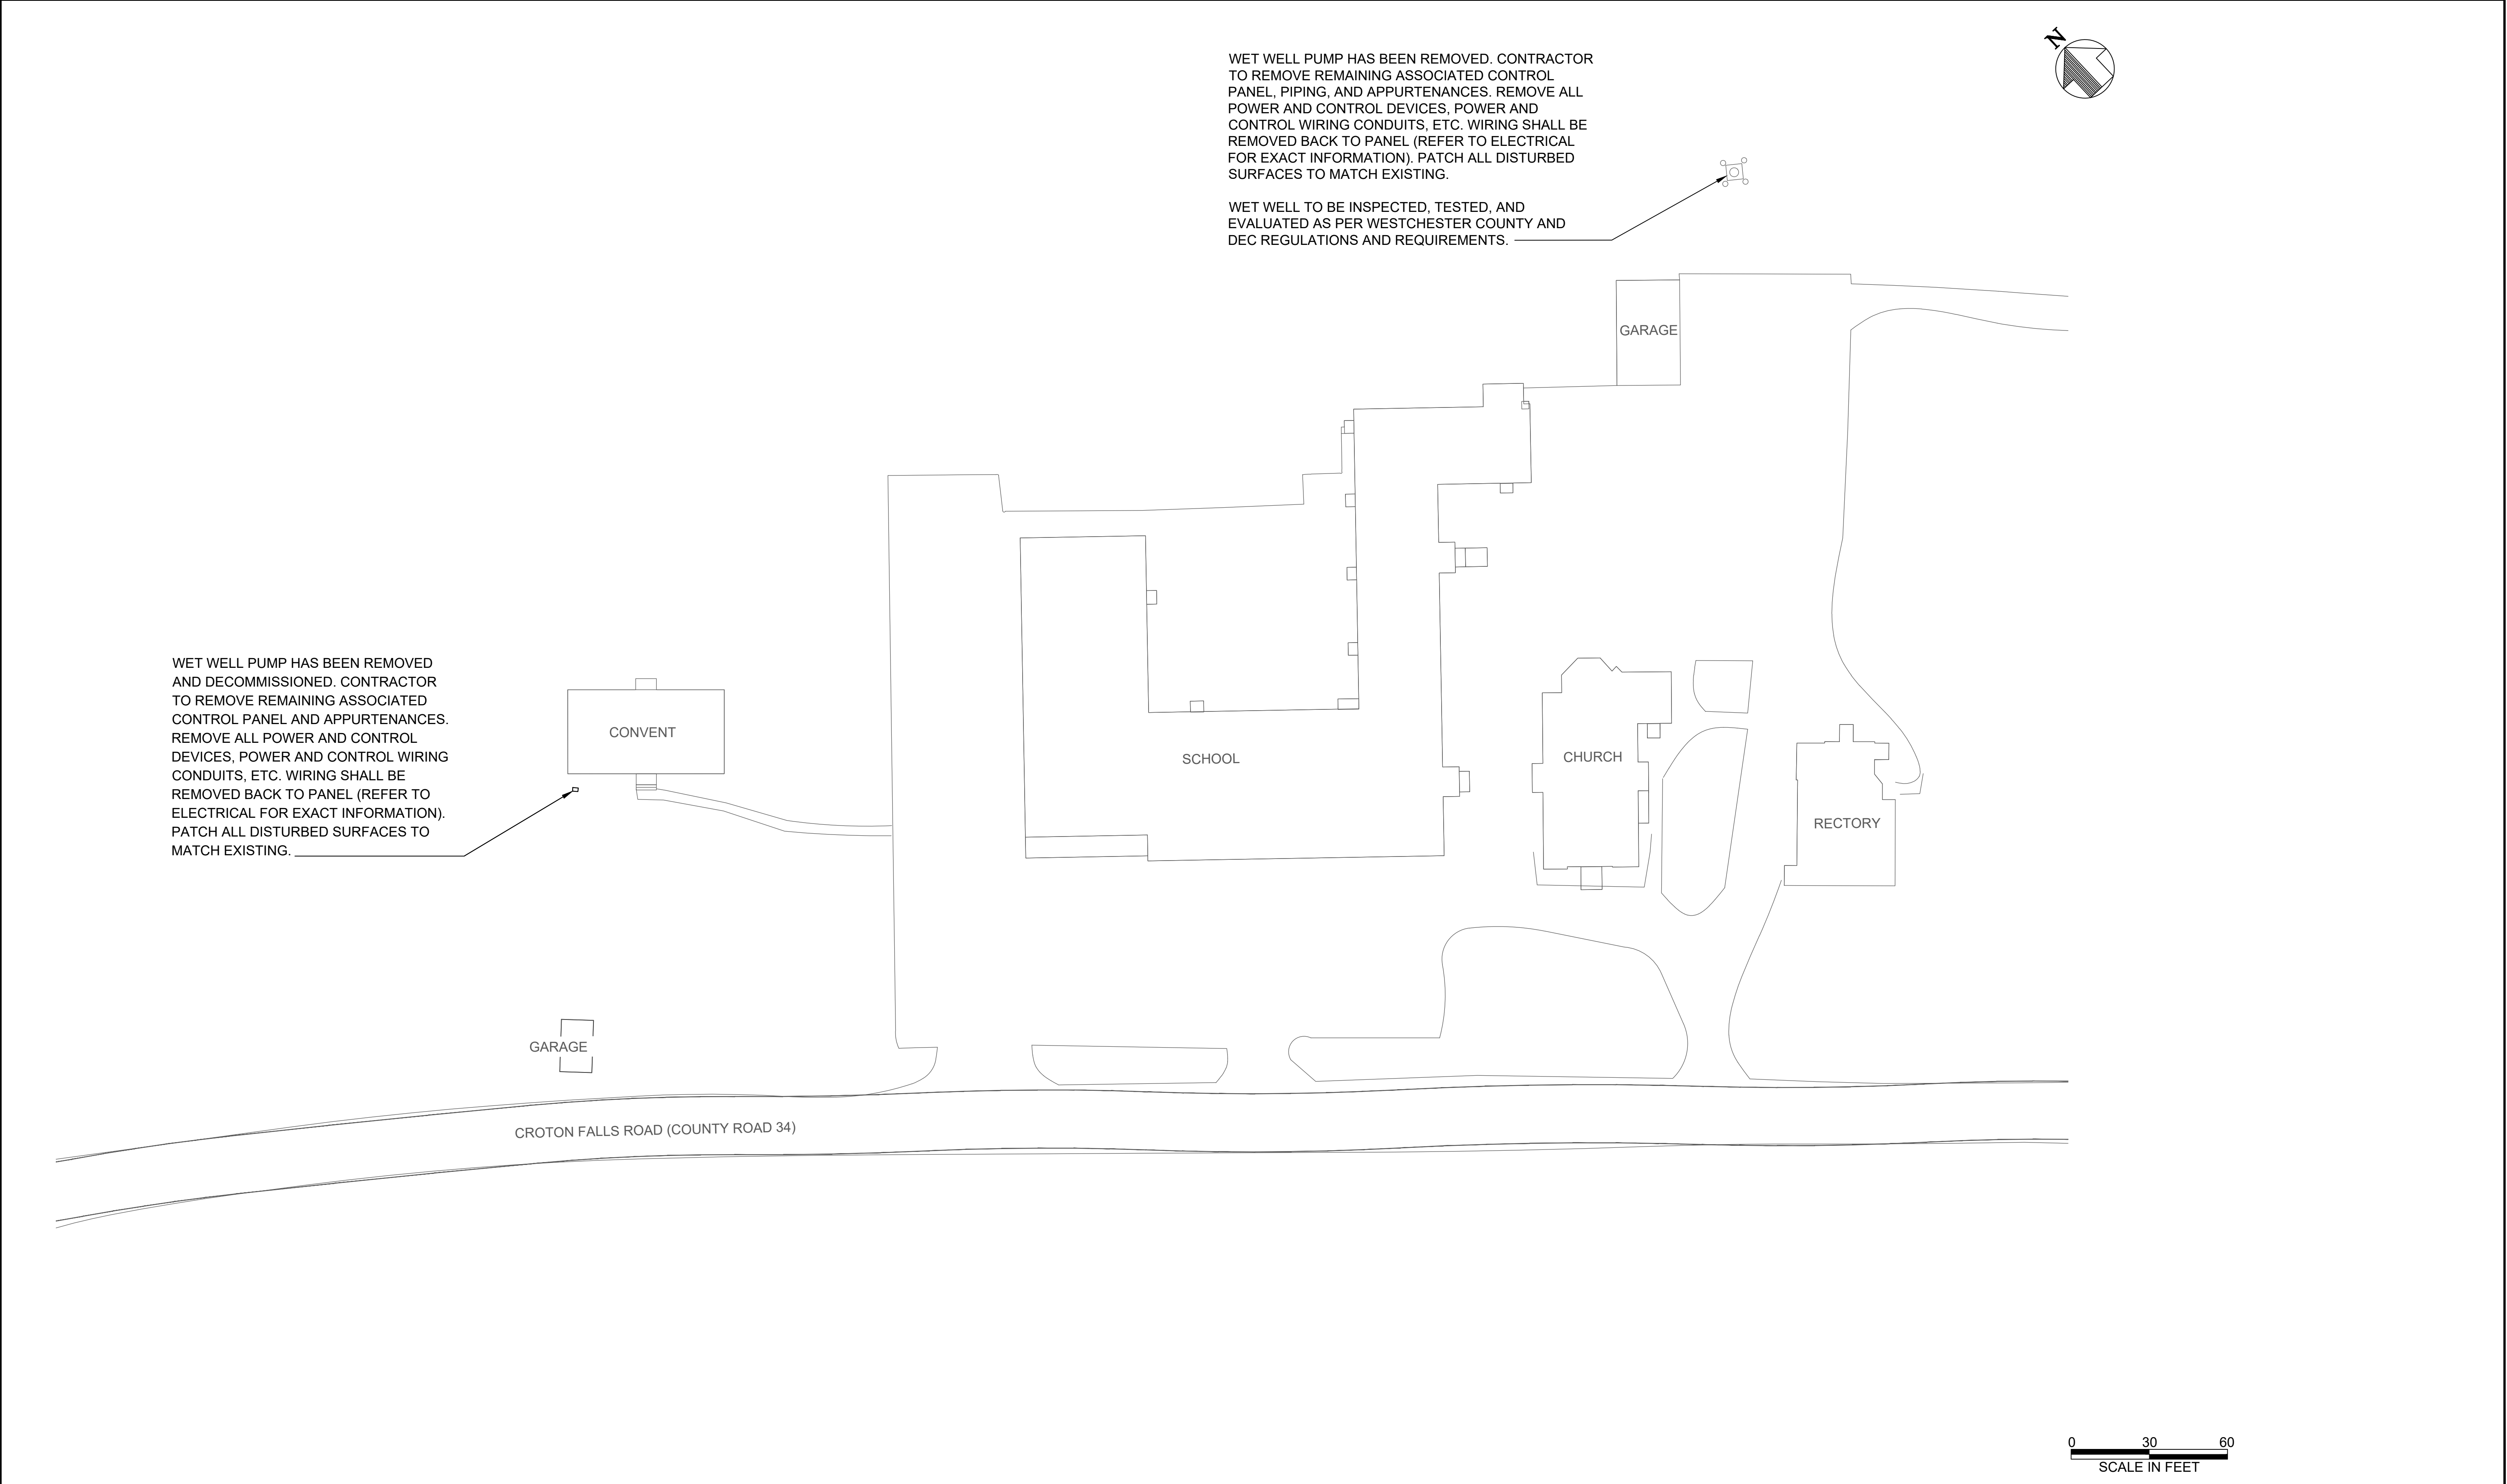 N
WET WELL PUMP HAS BEEN REMOVED. CONTRACTOR
TO REMOVE REMAINING ASSOCIATED CONTROL
PANEL, PIPING, AND APPURTENANCES. REMOVE ALL
POWER AND CONTROL DEVICES, POWER AND
CONTROL WIRING CONDUITS, ETC. WIRING SHALL BE
REMOVED BACK TO PANEL (REFER TO ELECTRICAL
FOR EXACT INFORMATION). PATCH ALL DISTURBED
SURFACES TO MATCH EXISTING.
WET WELL TO BE INSPECTED, TESTED, AND
EVALUATED AS PER WESTCHESTER COUNTY AND
DEC REGULATIONS AND REQUIREMENTS.
GARAGE
WET WELL PUMP HAS BEEN REMOVED
AND DECOMMISSIONED. CONTRACTOR
TO REMOVE REMAINING ASSOCIATED
CONTROL PANEL AND APPURTENANCES.
REMOVE ALL POWER AND CONTROL
DEVICES, POWER AND CONTROL WIRING
CONDUITS, ETC. WIRING SHALL BE
REMOVED BACK TO PANEL (REFER TO
ELECTRICAL FOR EXACT INFORMATION).
PATCH ALL DISTURBED SURFACES TO
MATCH EXISTING.
CONVENT
SCHOOL
CHURCH
RECTORY
GARAGE
CROTON FALLS ROAD (COUNTY ROAD 34)
0 30 60
SCALE IN FEET